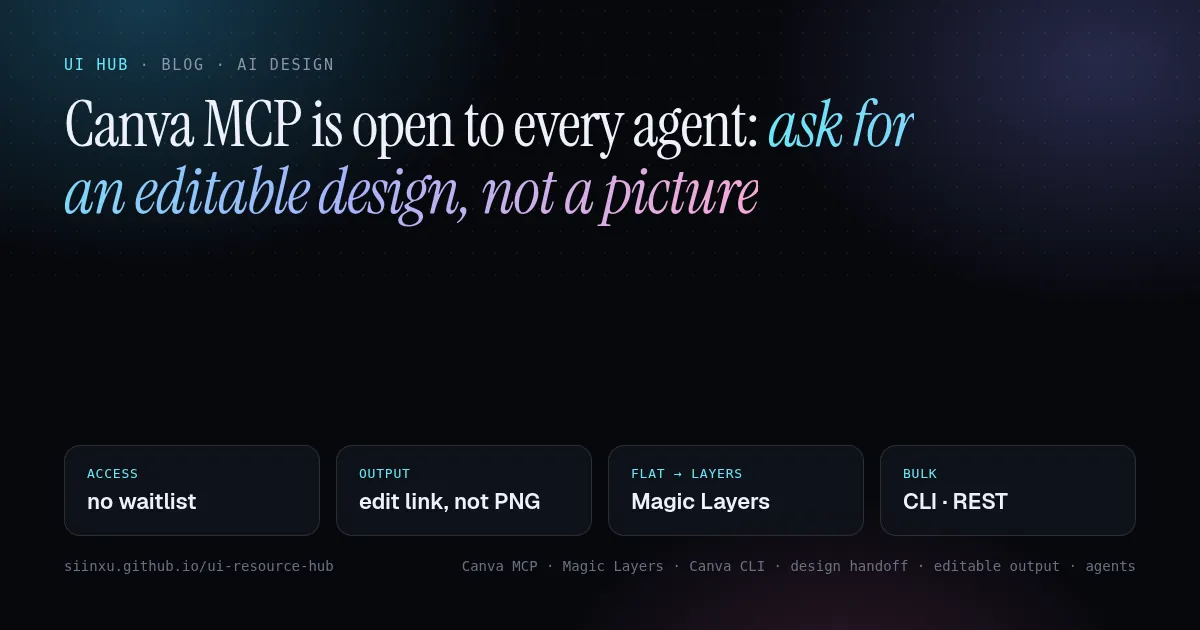 UI HUB · BLOG · AI DESIGN
Canva MCP is open to every agent: ask for
an editable design, not a picture
ACCESS
no waitlist
OUTPUT
edit link, not PNG
FLAT → LAYERS
Magic Layers
BULK
CLI · REST
siinxu.github.io/ui-resource-hub
Canva MCP · Magic Layers · Canva CLI · design handoff · editable output · agents